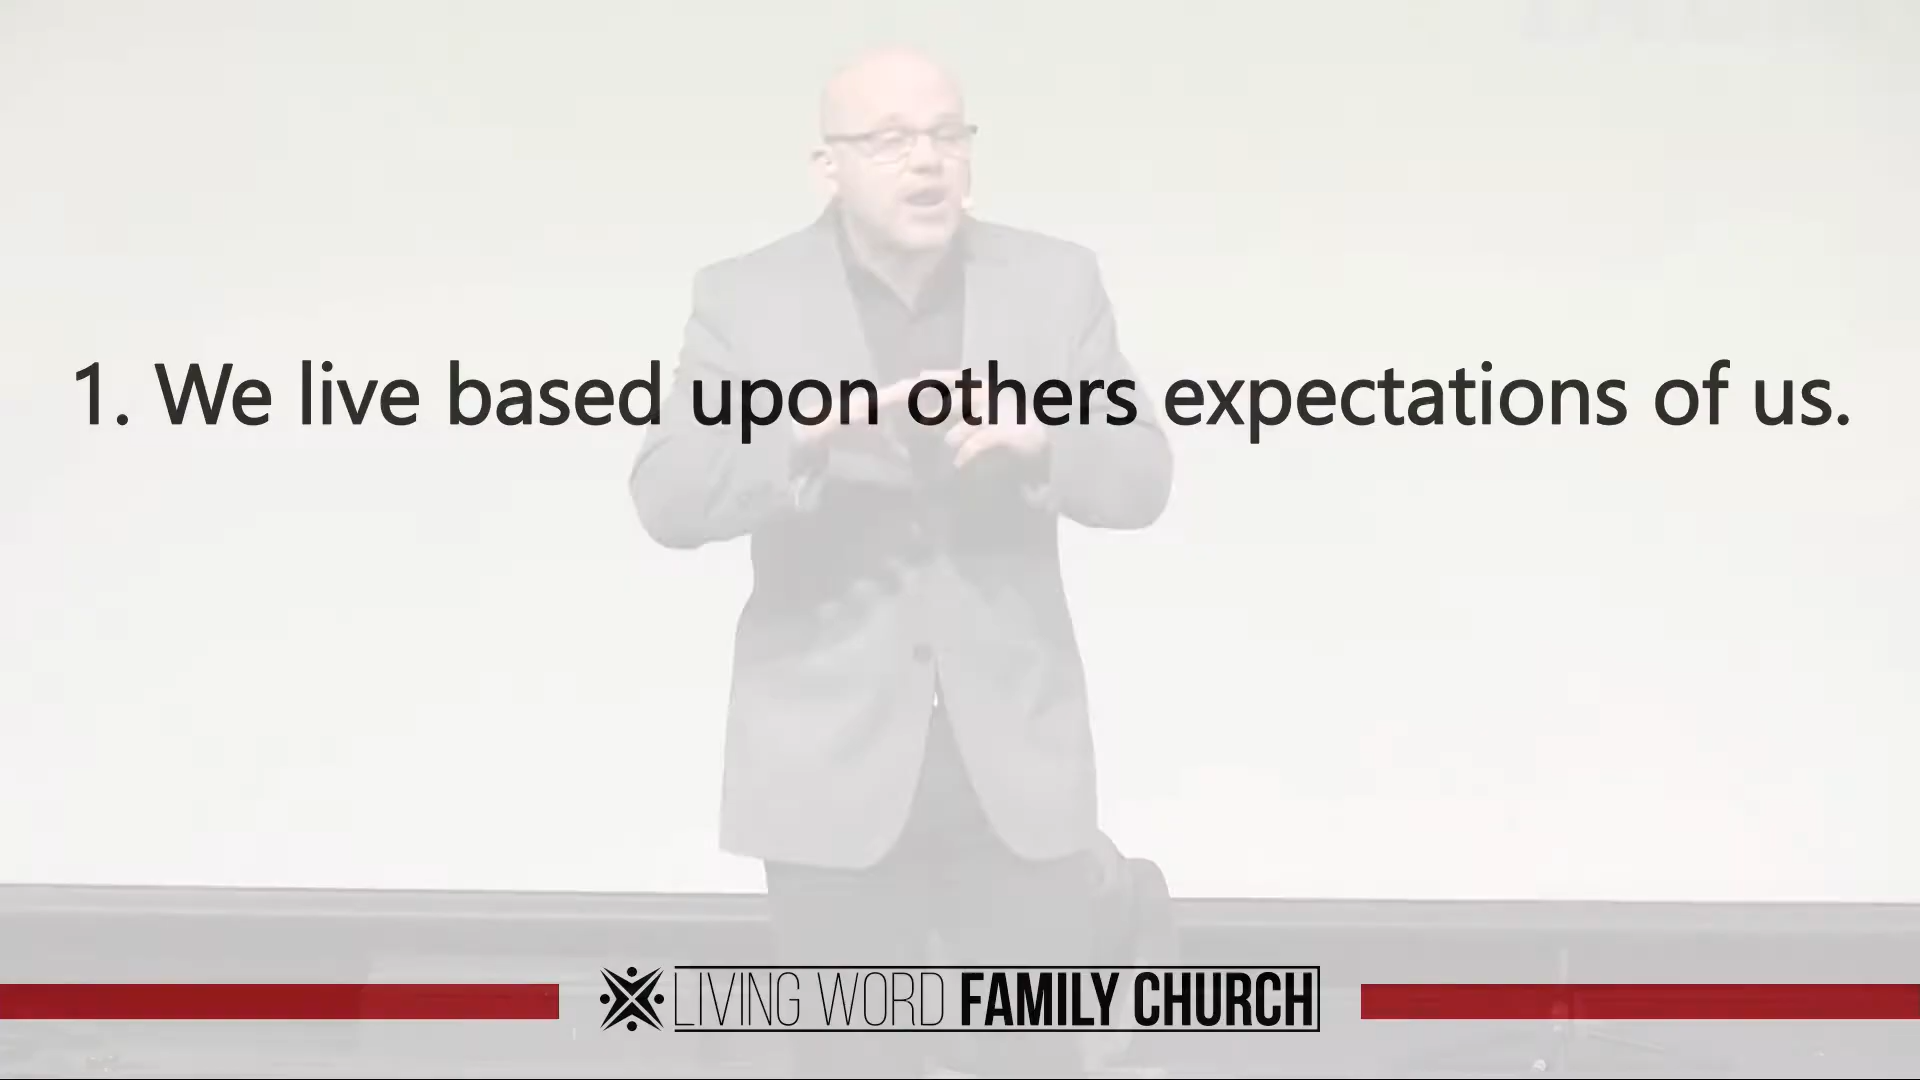 1. We live based upon others expectations of us.
LIVING WORD FAMILY CHURCH